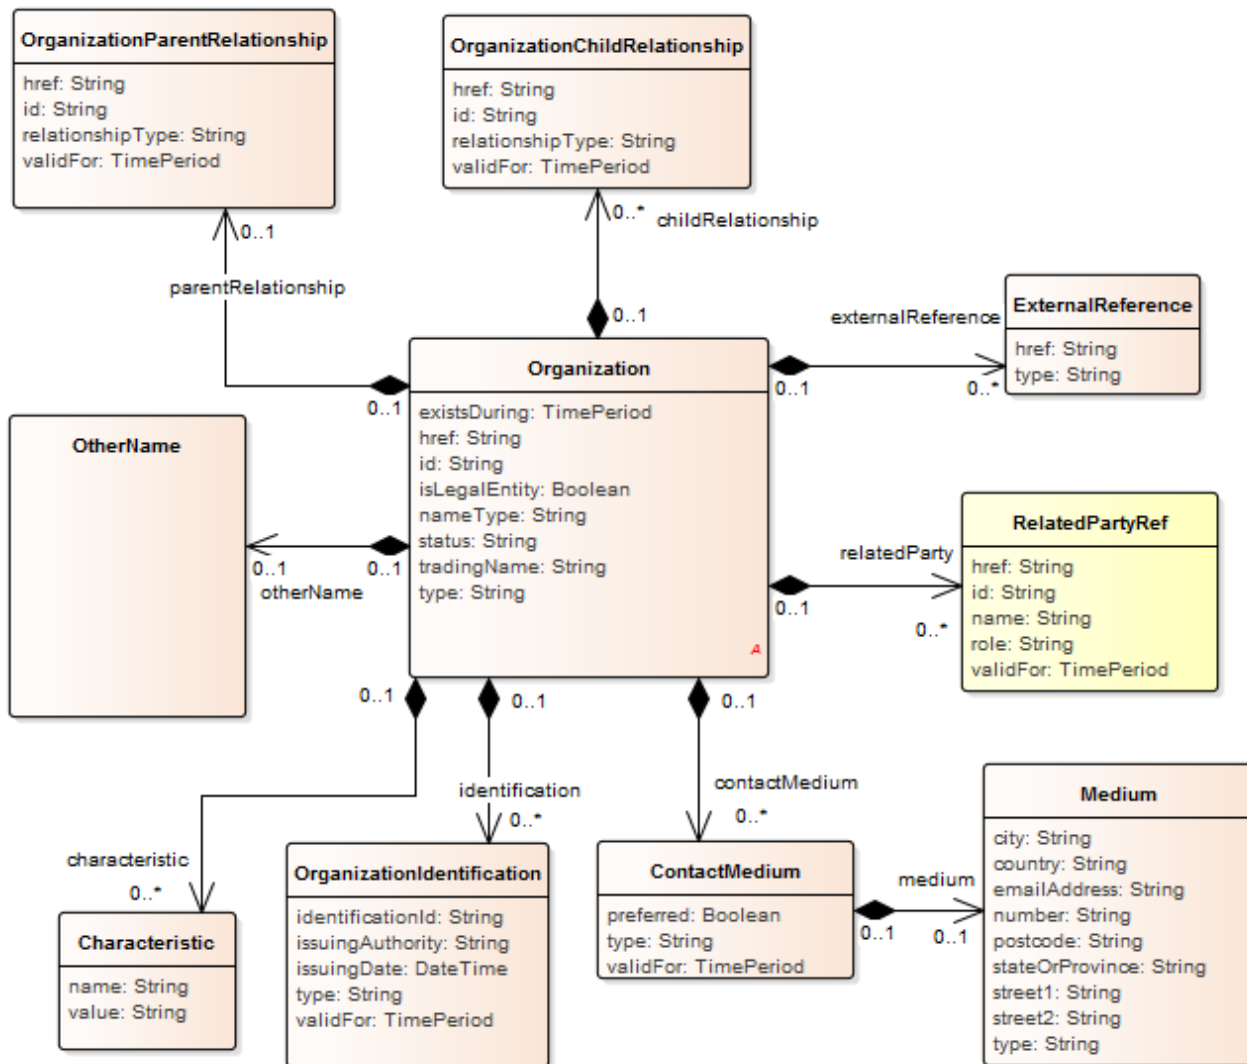 OrganizationParentRelationship
href: String
id: String
relationshipType: String
validFor: TimePeriod
OrganizationChildRelationship
href: String
id: String
relationshipType: String
validFor: TimePeriod
0..1
parentRelationship
0..*
childRelationship
0..1
0..1
externalReference
0..1
0..*
ExternalReference
href: String
type: String
Organization
existsDuring: TimePeriod
href: String
id: String
isLegalEntity: Boolean
nameType: String
status: String
tradingName: String
type: String
A
OtherName
0..1
0..1
otherName
relatedParty
0..1
0..*
RelatedPartyRef
href: String
id: String
name: String
role: String
validFor: TimePeriod
0..1
0..1
0..1
characteristic
0..*
identification
0..*
contactMedium
0..*
Characteristic
name: String
value: String
OrganizationIdentification
identificationId: String
issuingAuthority: String
issuingDate: DateTime
type: String
validFor: TimePeriod
ContactMedium
preferred: Boolean
type: String
validFor: TimePeriod
medium
0..1
0..1
Medium
city: String
country: String
emailAddress: String
number: String
postcode: String
stateOrProvince: String
street1: String
street2: String
type: String